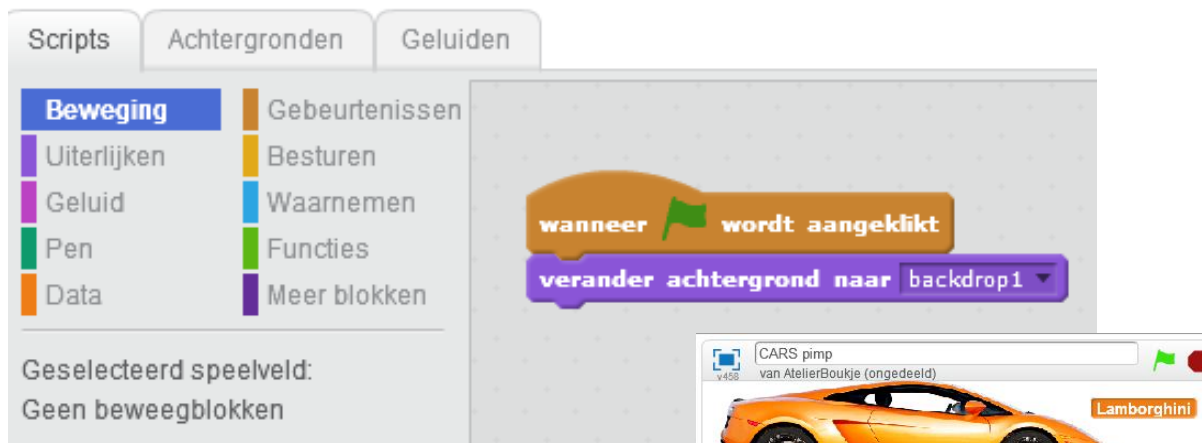 Scripts Achtergronden Geluiden
Beweging Gebeurtenissen
Uiterlijken Besturen
Geluid Waarnemen
Pen Functies
Data Meer blokken
Geselecteerd speelveld:
Geen beweegblokken
wanneer wordt aangeklikt
verander achtergrond naar backdrop1
CARS pimp
v456 van AtelierBoukje (ongedeeld)
Lamborghini